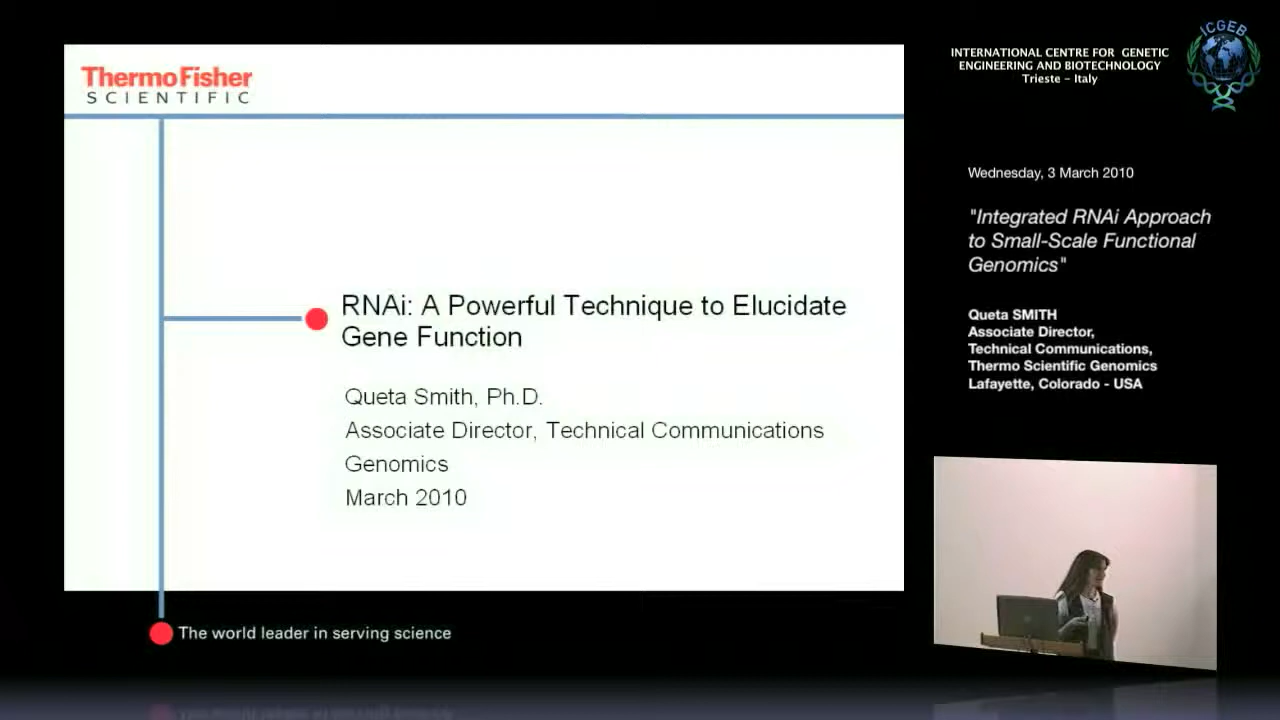 ThermoFisher
SCIENTIFIC
RNAi: A Powerful Technique to Elucidate
Gene Function
Queta Smith, Ph.D.
Associate Director, Technical Communications
Genomics
March 2010
The world leader in serving science
INTERNATIONAL CENTRE FOR GENETIC
ENGINEERING AND BIOTECHNOLOGY
Trieste – Italy
ICGEB
Wednesday, 3 March 2010
"Integrated RNAi Approach
to Small-Scale Functional
Genomics"
Queta SMITH
Associate Director,
Technical Communications,
Thermo Scientific Genomics
Lafayette, Colorado - USA